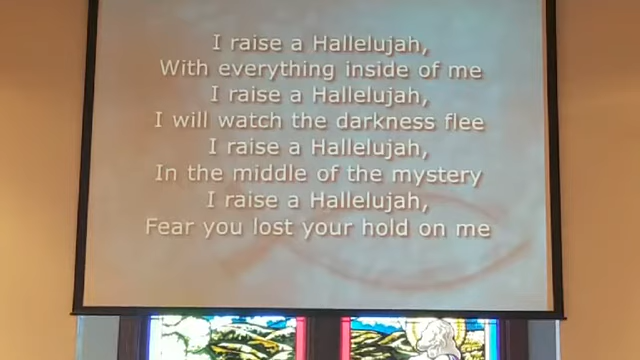 I raise a Hallelujah,
With everything inside of me
I raise a Hallelujah,
I will watch the darkness flee
I raise a Hallelujah,
In the middle of the mystery
I raise a Hallelujah,
Fear you lost your hold on me